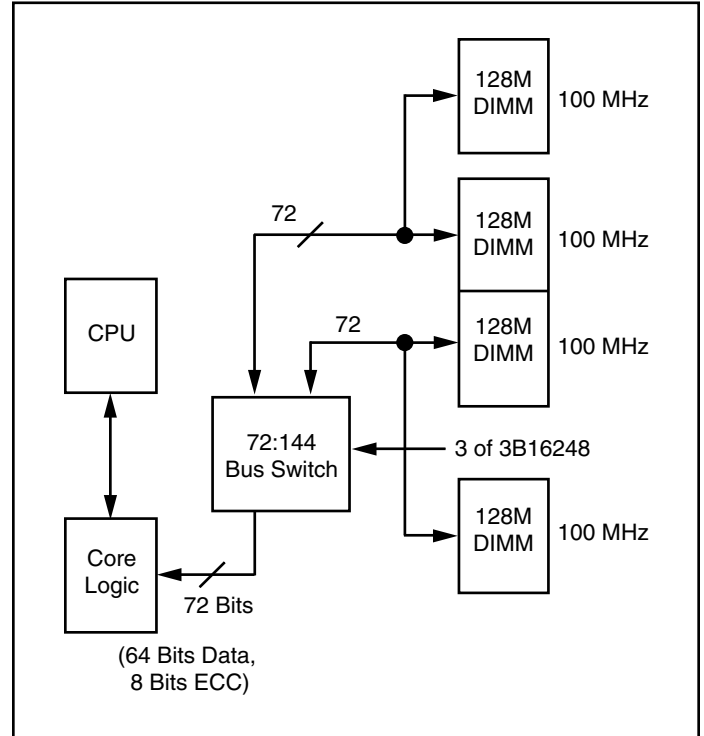 128M
DIMM
100 MHz
72
128M
DIMM
100 MHz
CPU
72
128M
DIMM
100 MHz
72:144
Bus Switch
3 of 3B16248
128M
DIMM
100 MHz
Core
Logic
72 Bits
(64 Bits Data,
8 Bits ECC)